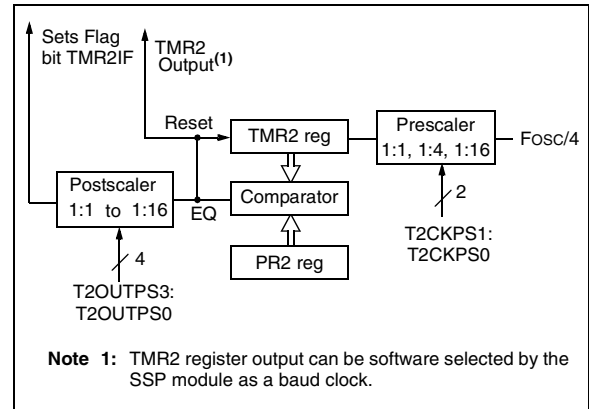 Sets Flag
bit TMR2IF
TMR2
Output(1)
Reset
TMR2 reg
Prescaler
1:1, 1:4, 1:16
FOSC/4
Postscaler
1:1 to 1:16
EQ
Comparator
2
T2CKPS1:
T2CKPS0
PR2 reg
4
T2OUTPS3:
T2OUTPS0
Note 1: TMR2 register output can be software selected by the
SSP module as a baud clock.